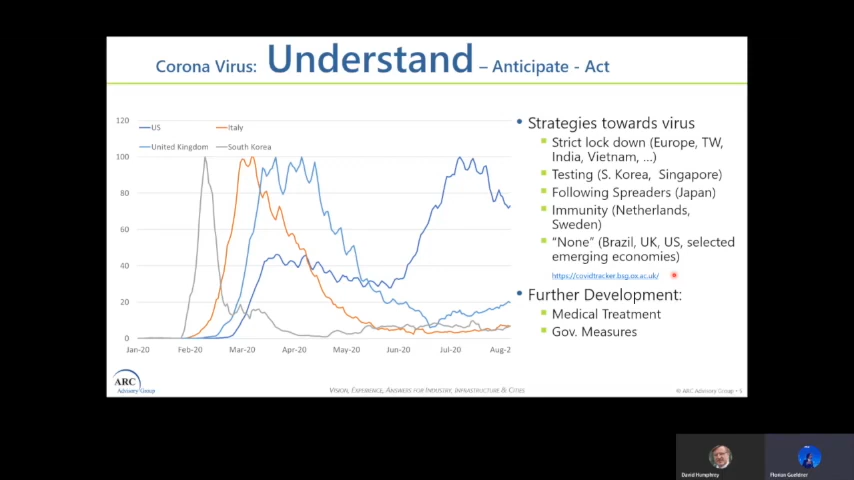 Corona Virus: Understand – Anticipate - Act
120
100
80
60
40
20
0
US
Italy
United Kingdom
South Korea
Jan-20
Feb-20
Mar-20
Apr-20
May-20
Jun-20
Jul-20
Aug-2
Strategies towards virus
Strict lock down (Europe, TW,
India, Vietnam, ...)
Testing (S. Korea, Singapore)
Following Spreaders (Japan)
Immunity (Netherlands,
Sweden)
“None” (Brazil, UK, US, selected
emerging economies)
https://covidtracker.bsg.ox.ac.uk/
Further Development:
Medical Treatment
Gov. Measures
ARC
Advisory Group
Vision, Experience, Answers for Industry, Infrastructure & Cities
© ARC Advisory Group • 5
David Humphrey
Florian Gueldner